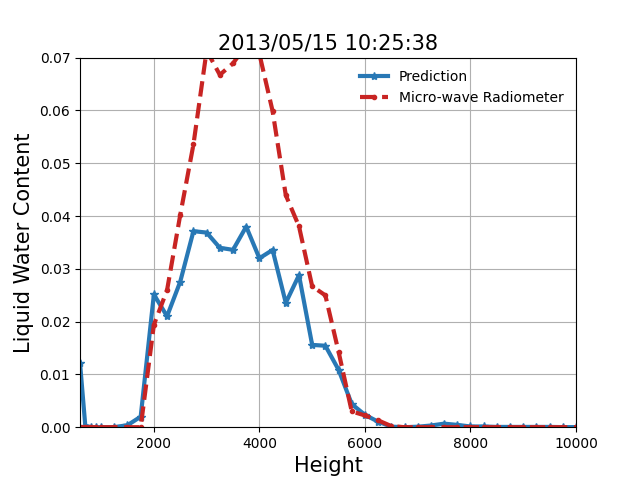 2013/05/15 10:25:38
0.07
0.06
0.05
0.04
0.03
0.02
0.01
0.00
Liquid Water Content
Prediction
Micro-wave Radiometer
2000 4000 6000 8000 10000
Height